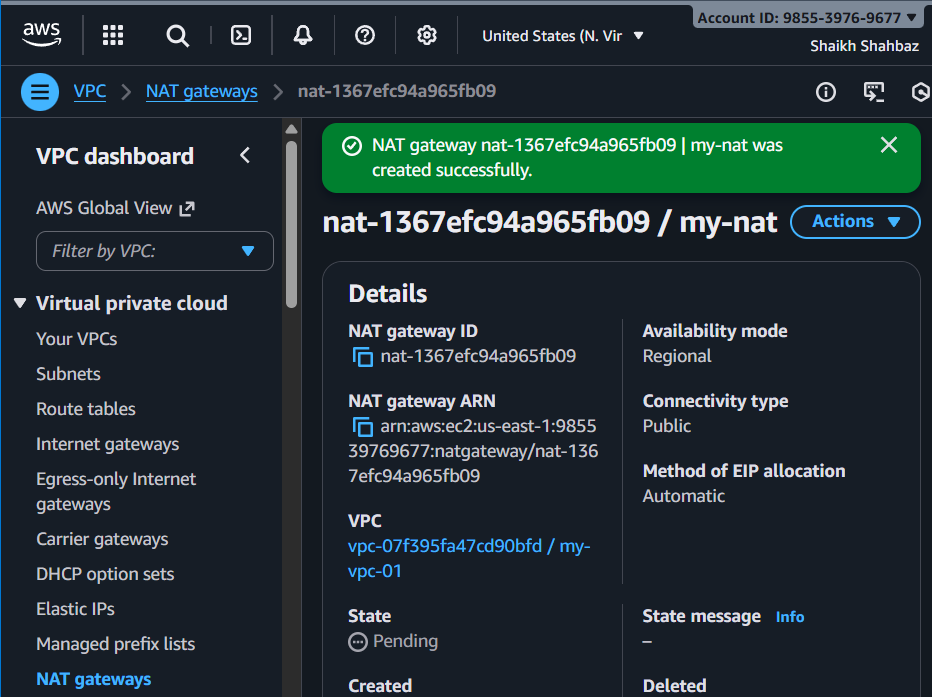 aws
United States (N. Vir
Account ID: 9855-3976-9677
Shaikh Shahbaz
VPC > NAT gateways > nat-1367efc94a965fb09
VPC dashboard
AWS Global View
Filter by VPC:
Virtual private cloud
Your VPCs
Subnets
Route tables
Internet gateways
Egress-only Internet
gateways
Carrier gateways
DHCP option sets
Elastic IPs
Managed prefix lists
NAT gateways
NAT gateway nat-1367efc94a965fb09 | my-nat was
created successfully.
nat-1367efc94a965fb09 / my-nat
Actions
Details
NAT gateway ID
nat-1367efc94a965fb09
Availability mode
Regional
NAT gateway ARN
arn:aws:ec2:us-east-1:9855
39769677:natgateway/nat-136
7efc94a965fb09
Connectivity type
Public
Method of EIP allocation
Automatic
VPC
vpc-07f395fa47cd90bfd / my-
vpc-01
State
Pending
State message Info
–
Created
Deleted